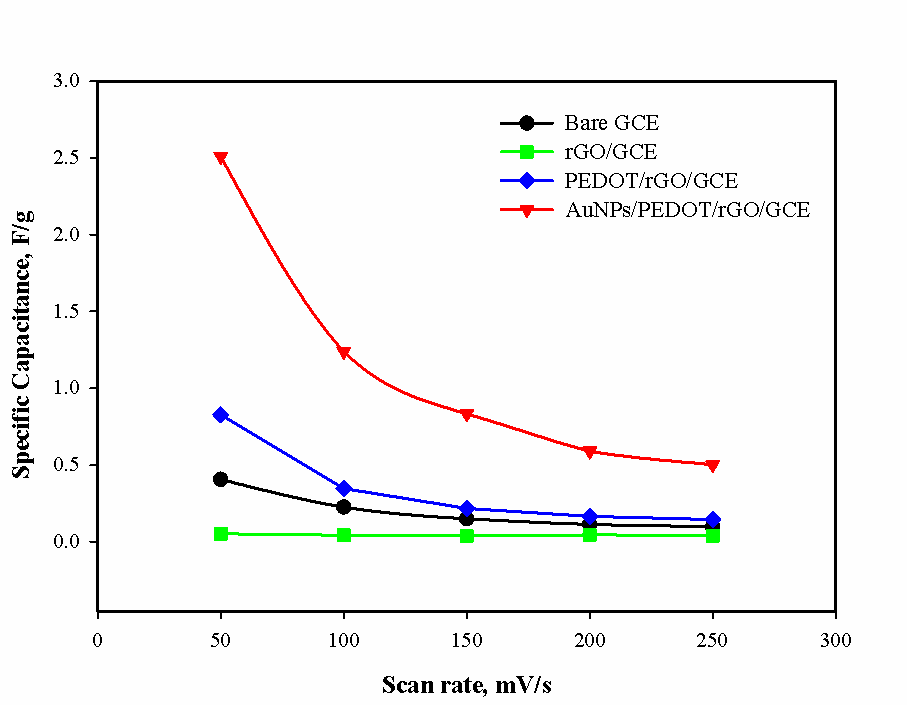 3.0
2.5
2.0
1.5
1.0
0.5
0.0
Specific Capacitance, F/g
Bare GCE
rGO/GCE
PEDOT/rGO/GCE
AuNPs/PEDOT/rGO/GCE
0 50 100 150 200 250 300
Scan rate, mV/s